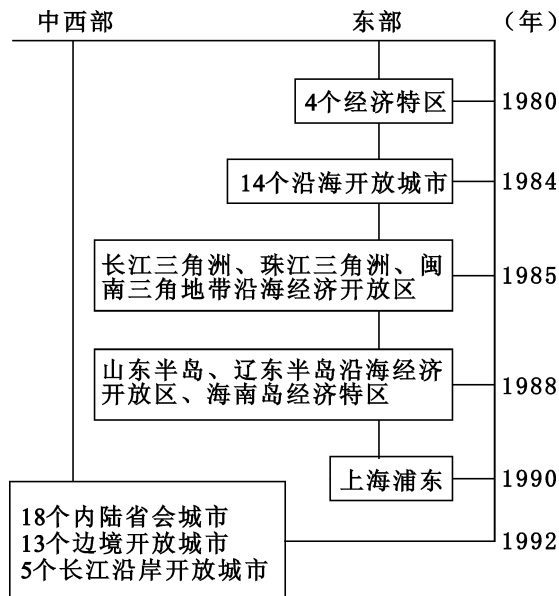 中西部 东部 (年)
4个经济特区 1980
14个沿海开放城市 1984
长江三角洲、珠江三角洲、闽
南三角地带沿海经济开放区
1985
山东半岛、辽东半岛沿海经济
开放区、海南岛经济特区
1988
上海浦东 1990
18个内陆省会城市
13个边境开放城市
5个长江沿岸开放城市
1992